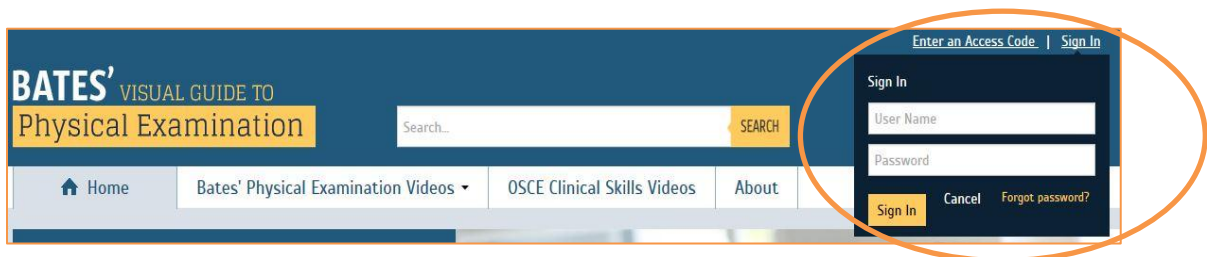 Enter an Access Code | Sign In
BATES' VISUAL GUIDE TO
Physical Examination
Search...
SEARCH
Sign In
User Name
Password
Sign In
Cancel
Forgot password?
Home
Bates' Physical Examination Videos
OSCE Clinical Skills Videos
About